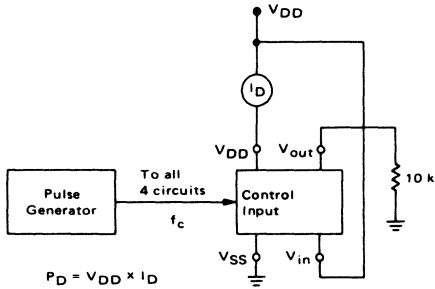 VDD
ID
VDD
Vout
To all
4 circuits
fc
Pulse
Generator
Control
Input
10 k
VSS
Vin
PD = VDD × ID